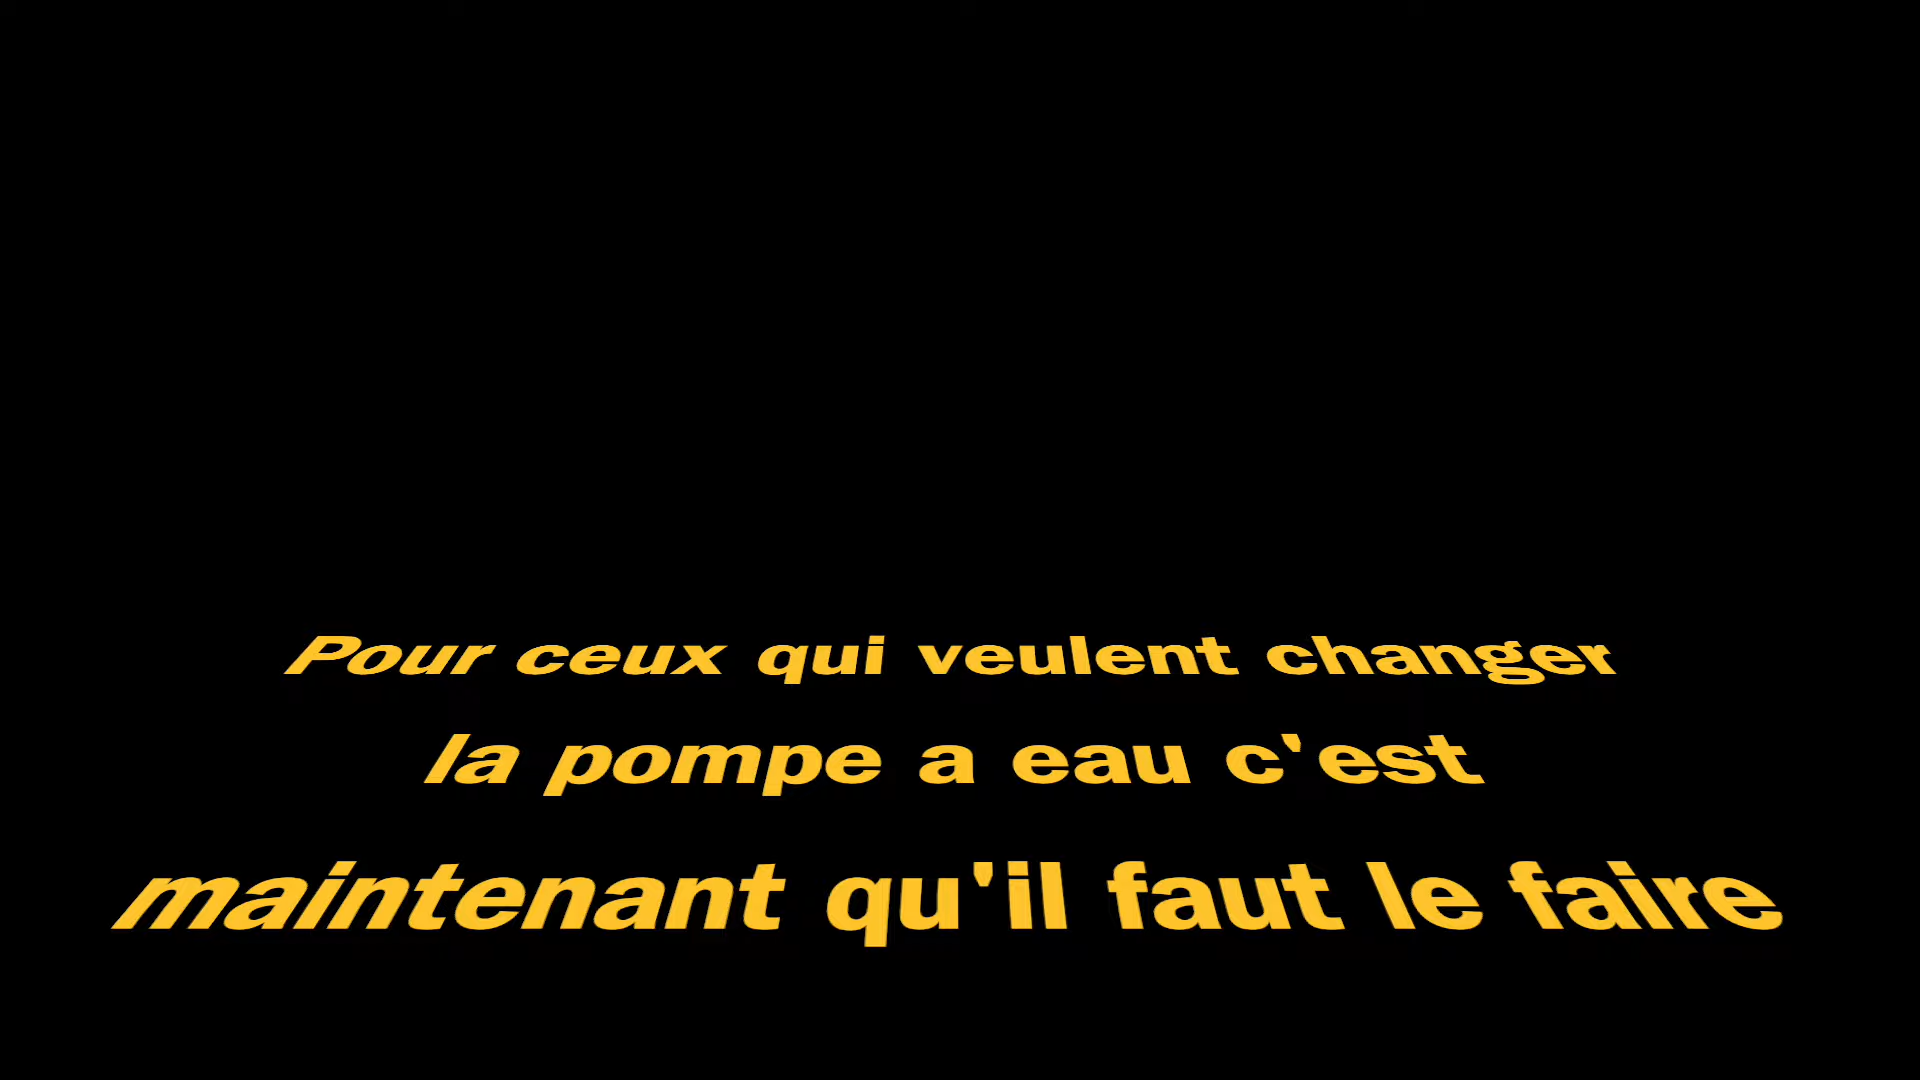 Pour ceux qui veulent changer
la pompe a eau c'est
maintenant qu'il faut le faire